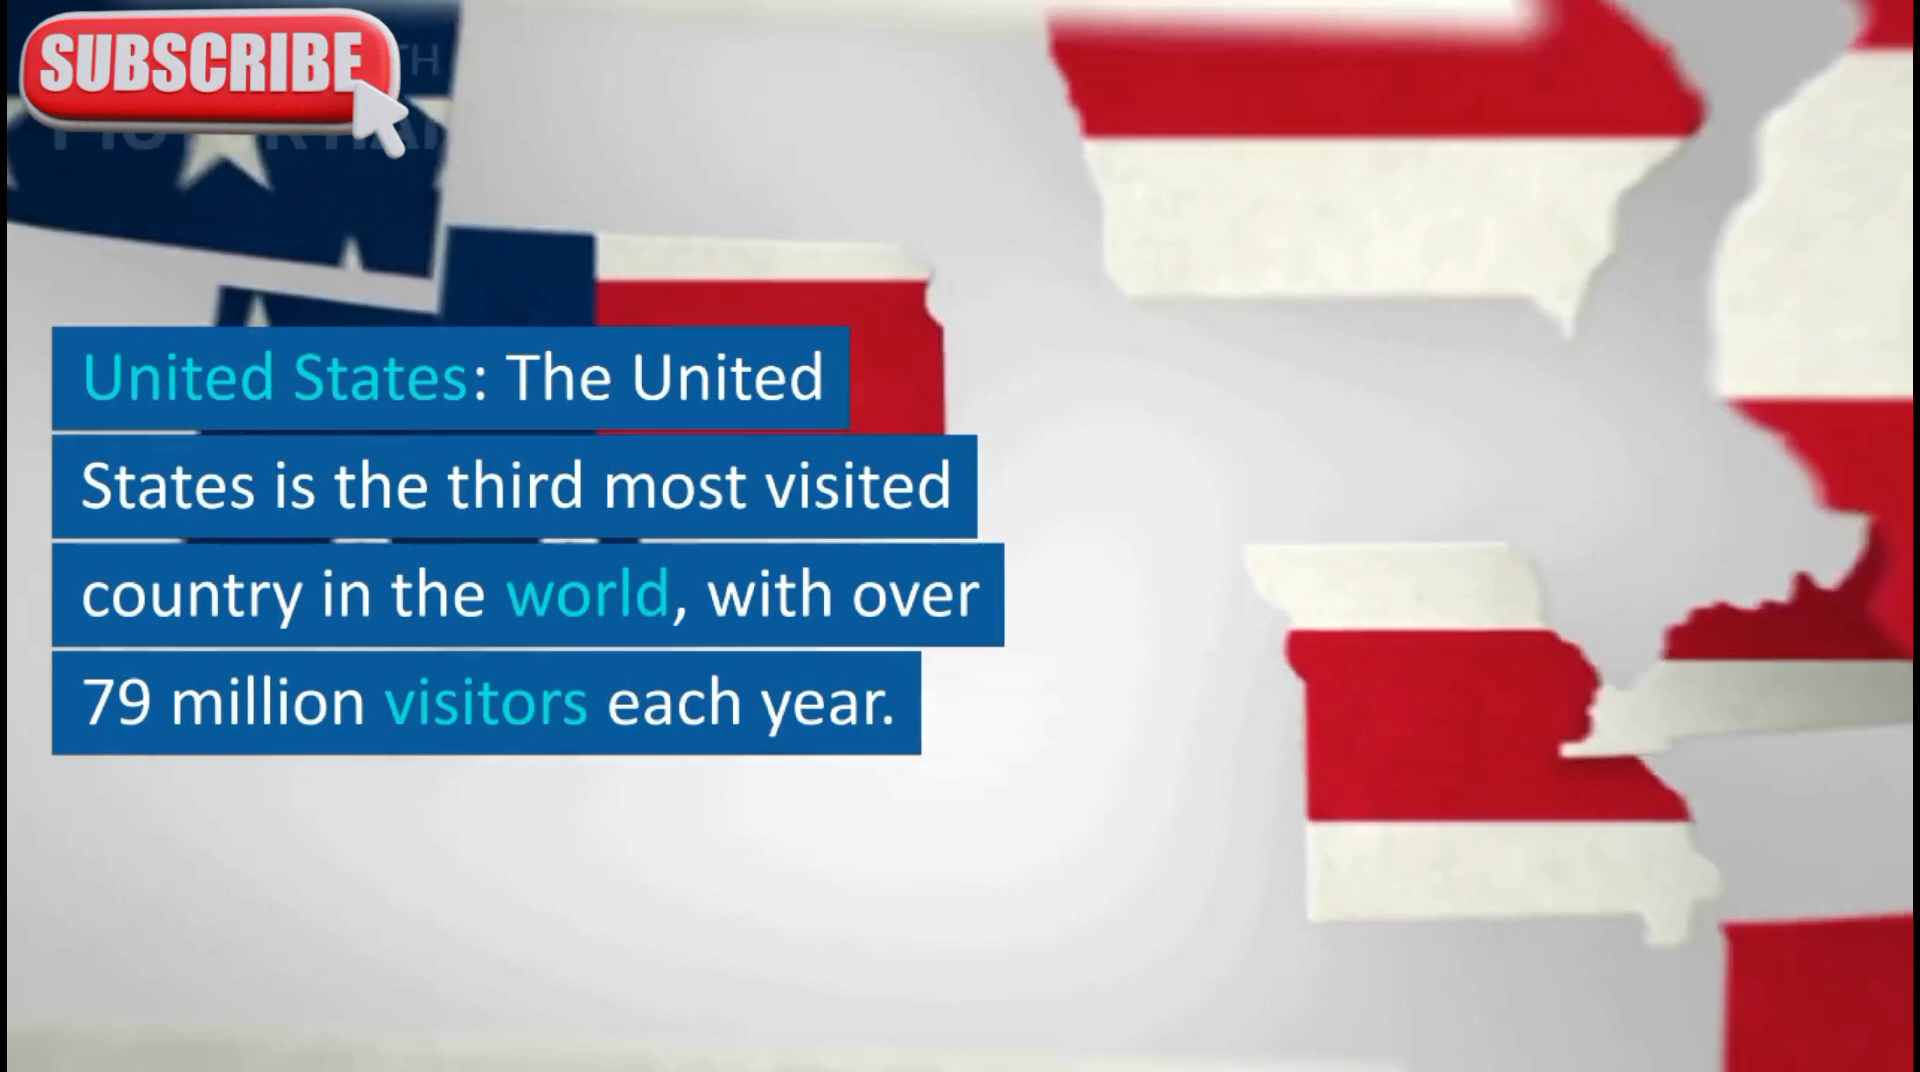 SUBSCRIBE
United States: The United
States is the third most visited
country in the world, with over
79 million visitors each year.